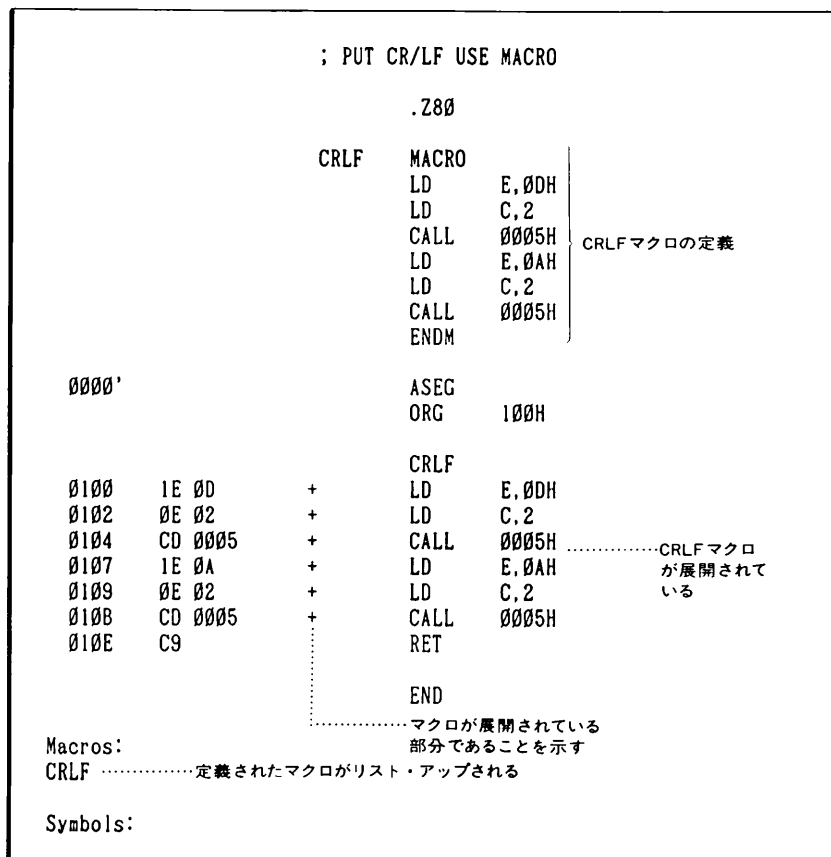 ; PUT CR/LF USE MACRO
.Z80
CRLF MACRO
LD E,0DH
LD C,2
CALL 0005H
LD E,0AH
LD C,2
CALL 0005H
ENDM
CRLFマクロの定義
0000' ASEG
ORG 100H
CRLF
0100 1E 0D + LD E,0DH
0102 0E 02 + LD C,2
0104 CD 0005 + CALL 0005H ……………CRLFマクロ
が展開されて
いる
0107 1E 0A + LD E,0AH
0109 0E 02 + LD C,2
010B CD 0005 + CALL 0005H
010E C9 RET
END
……………マクロが展開されている
部分であることを示す
Macros:
CRLF ……………定義されたマクロがリスト・アップされる
Symbols: